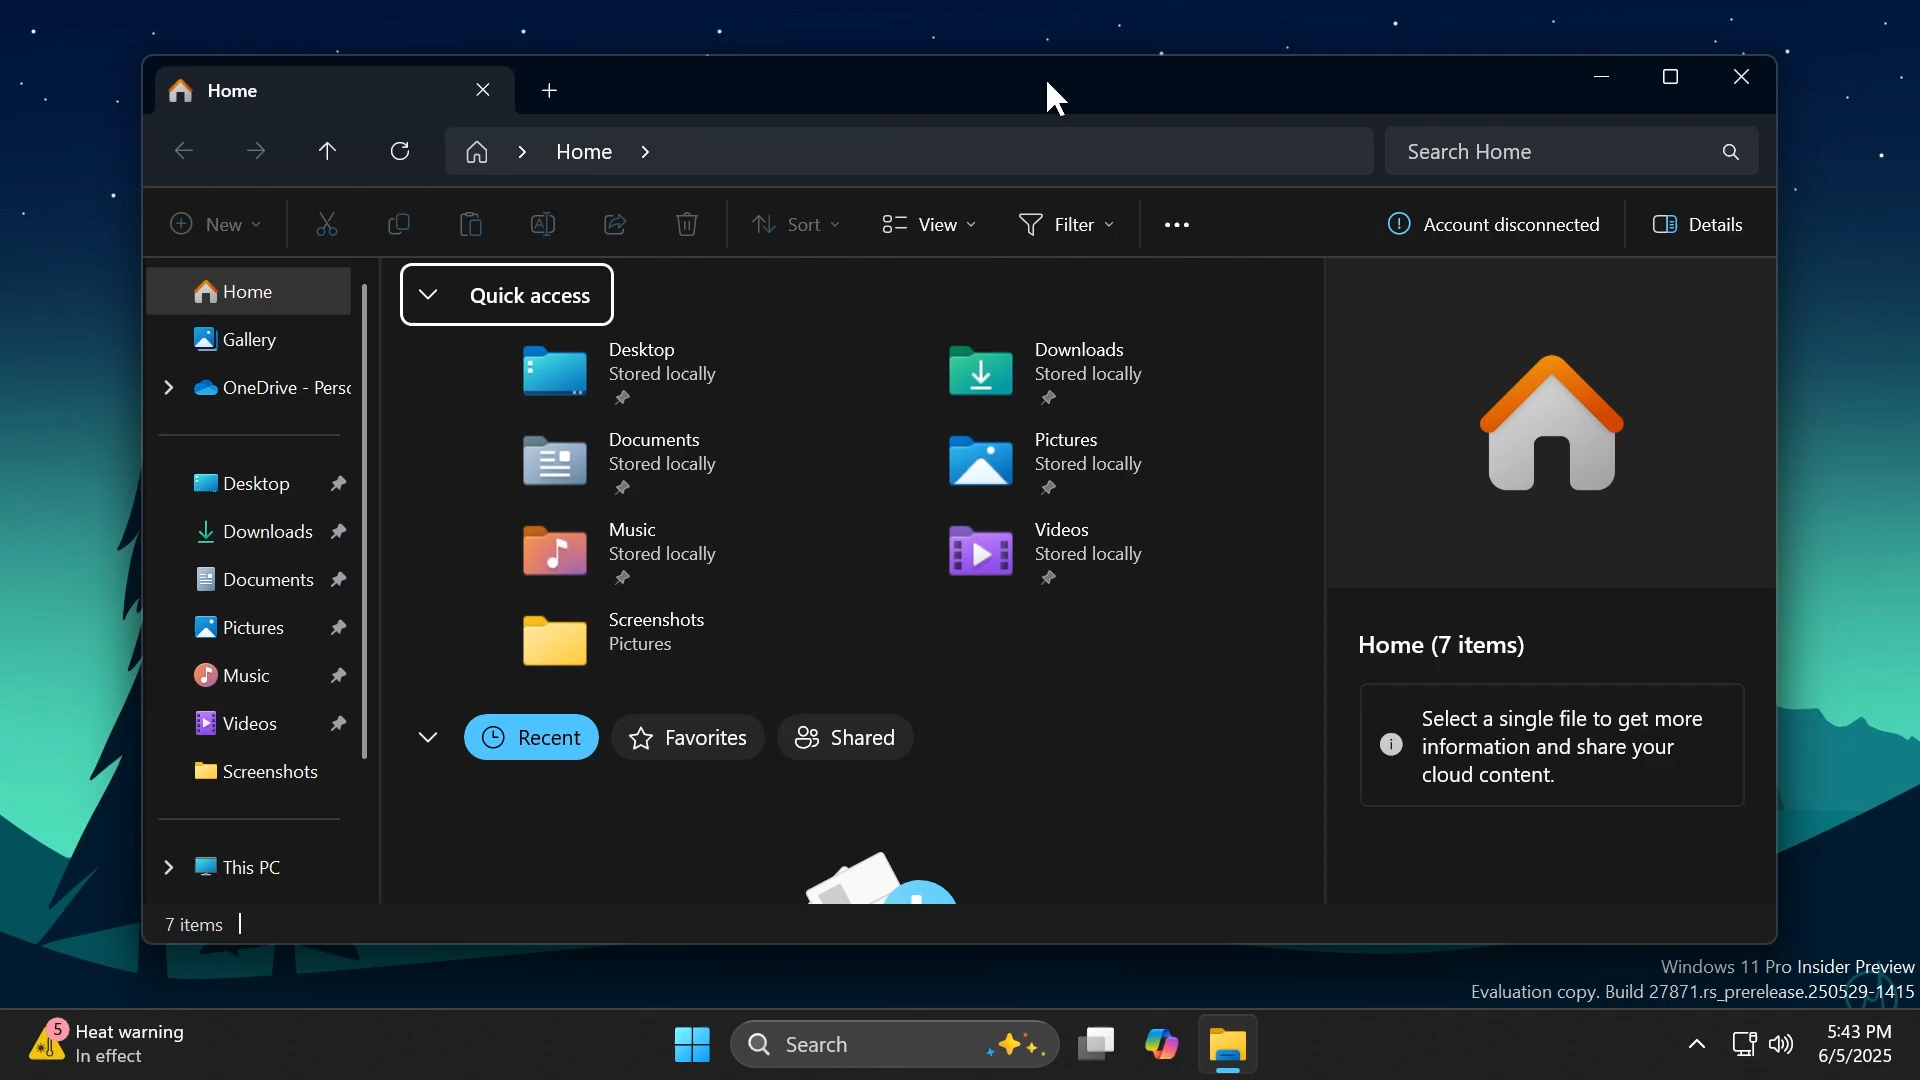 Home
Home
Search Home
New
Sort
View
Filter
Account disconnected
Details
Home
Gallery
OneDrive - Perso
Desktop
Downloads
Documents
Pictures
Music
Videos
Screenshots
This PC
Quick access
Desktop
Stored locally
Downloads
Stored locally
Documents
Stored locally
Pictures
Stored locally
Music
Stored locally
Videos
Stored locally
Screenshots
Pictures
Recent
Favorites
Shared
Home (7 items)
Select a single file to get more
information and share your
cloud content.
7 items
Windows 11 Pro Insider Preview
Evaluation copy. Build 27871.rs_prerelease.250529-1415
5
Heat warning
In effect
Search
5:43 PM
6/5/2025